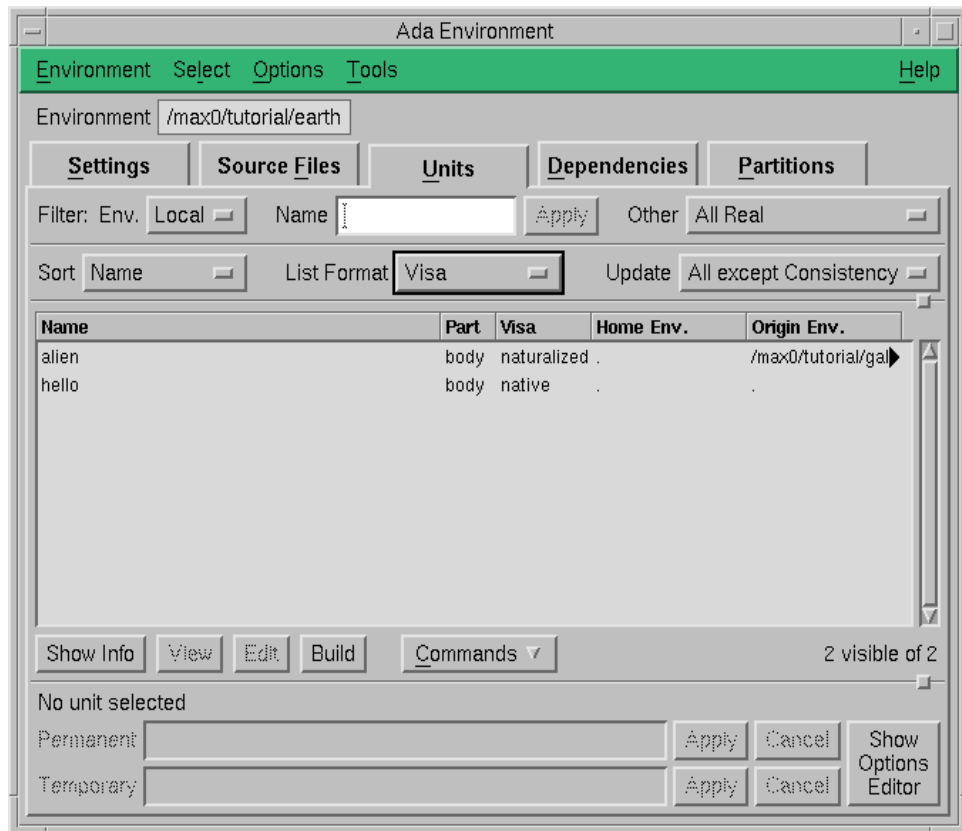 Ada Environment
Environment Select Options Tools Help
Environment /max0/tutorial/earth
Settings Source Files Units Dependencies Partitions
Filter: Env. Local Name Apply Other All Real
Sort Name List Format Visa Update All except Consistency
Name Part Visa Home Env. Origin Env.
alien body naturalized . /max0/tutorial/gal
hello body native . .
Show Info View Edit Build Commands 2 visible of 2
No unit selected
Permanent Apply Cancel Show
Options
Temporary Apply Cancel Editor